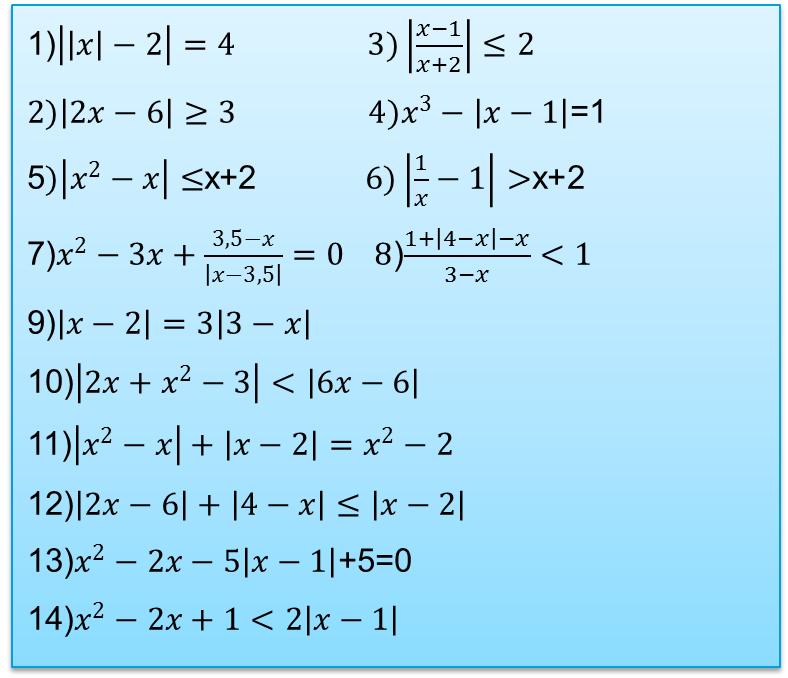 1)||x| − 2| = 4 3) |(x−1)/(x+2)| ≤ 2
2)|2x − 6| ≥ 3 4)x³ − |x − 1|=1
5)|x² − x| ≤x+2 6) |1/x − 1| >x+2
7)x² − 3x + (3,5−x)/|x−3,5| = 0 8)(1+|4−x|−x)/(3−x) < 1
9)|x − 2| = 3|3 − x|
10)|2x + x² − 3| < |6x − 6|
11)|x² − x| + |x − 2| = x² − 2
12)|2x − 6| + |4 − x| ≤ |x − 2|
13)x² − 2x − 5|x − 1|+5=0
14)x² − 2x + 1 < 2|x − 1|